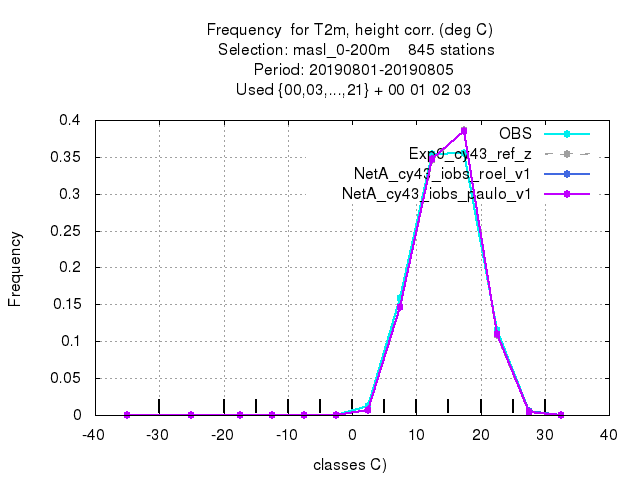 Frequency  for T2m, height corr. (deg C)
Selection: masl_0-200m    845 stations
Period: 20190801-20190805
Used {00,03,...,21} + 00 01 02 03
OBS
Exp0_cy43_ref_z
NetA_cy43_iobs_roel_v1
NetA_cy43_iobs_paulo_v1
Frequency
0.4
0.35
0.3
0.25
0.2
0.15
0.1
0.05
0
-40 -30 -20 -10 0 10 20 30 40
classes C)